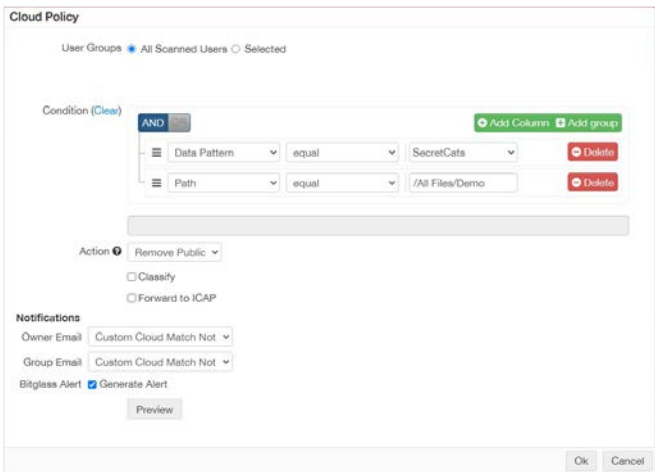 Cloud Policy
User Groups All Scanned Users Selected
Condition (Clear)
AND
Add Column Add group
Data Pattern equal SecretCats Delete
Path equal /All Files/Demo Delete
Action Remove Public
Classify
Forward to ICAP
Notifications
Owner Email Custom Cloud Match Not
Group Email Custom Cloud Match Not
Bitglass Alert Generate Alert
Preview
Ok Cancel